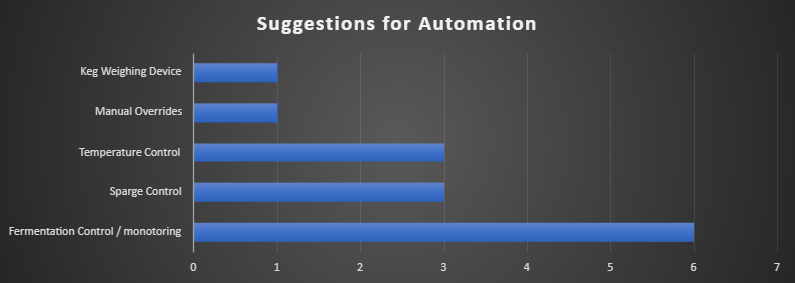 Suggestions for Automation
Keg Weighing Device
Manual Overrides
Temperature Control
Sparge Control
Fermentation Control / monotoring
0 1 2 3 4 5 6 7